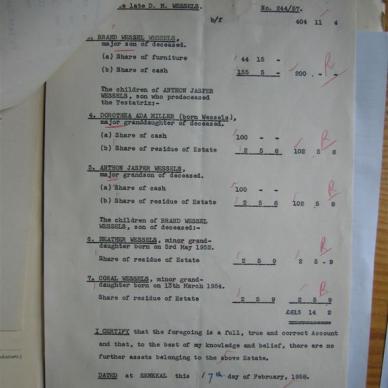 late D. M. WESSELS. No. 244/57.
b/f 404 11 4
BRAND WESSEL WESSELS,
major son of deceased.
(a) Share of furniture 44 15 -
(b) Share of cash 155 5 - 200 . - -
The children of ANTHON JASPER
WESSELS, son who predeceased
the Testatrix:-
4. DOROTHEA ADA MILLER (born Wessels),
major granddaughter of deceased.
(a) Share of cash 100 - -
(b) Share of residue of Estate 2 5 8 102 5 8
5. ANTHON JASPER WESSELS,
major grandson of deceased.
(a) Share of cash 100 - -
(b) Share of residue of Estate 2 5 8 102 5 8
The children of BRAND WESSEL
WESSELS, son of deceased:-
6. HEATHER WESSELS, minor grand-
daughter born on 3rd May 1952.
Share of residue of Estate 2 5 9 2 5 - 9
7. CORAL WESSELS, minor grand-
daughter born on 13th March 1954.
Share of residue of Estate 2 5 9 2 5 9
£813 14 2
I CERTIFY that the foregoing is a full, true and correct Account
and that, to the best of my knowledge and belief, there are no
further assets belonging to the above Estate.
DATED at SENEKAL this 17th day of February, 1958.